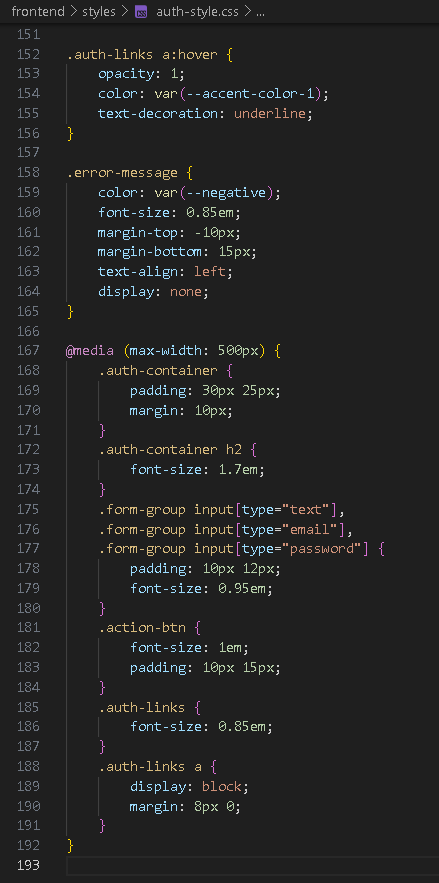 frontend > styles > auth-style.css > ...
151
152 .auth-links a:hover {
153     opacity: 1;
154     color: var(--accent-color-1);
155     text-decoration: underline;
156 }
157
158 .error-message {
159     color: var(--negative);
160     font-size: 0.85em;
161     margin-top: -10px;
162     margin-bottom: 15px;
163     text-align: left;
164     display: none;
165 }
166
167 @media (max-width: 500px) {
168     .auth-container {
169         padding: 30px 25px;
170         margin: 10px;
171     }
172     .auth-container h2 {
173         font-size: 1.7em;
174     }
175     .form-group input[type="text"],
176     .form-group input[type="email"],
177     .form-group input[type="password"] {
178         padding: 10px 12px;
179         font-size: 0.95em;
180     }
181     .action-btn {
182         font-size: 1em;
183         padding: 10px 15px;
184     }
185     .auth-links {
186         font-size: 0.85em;
187     }
188     .auth-links a {
189         display: block;
190         margin: 8px 0;
191     }
192 }
193